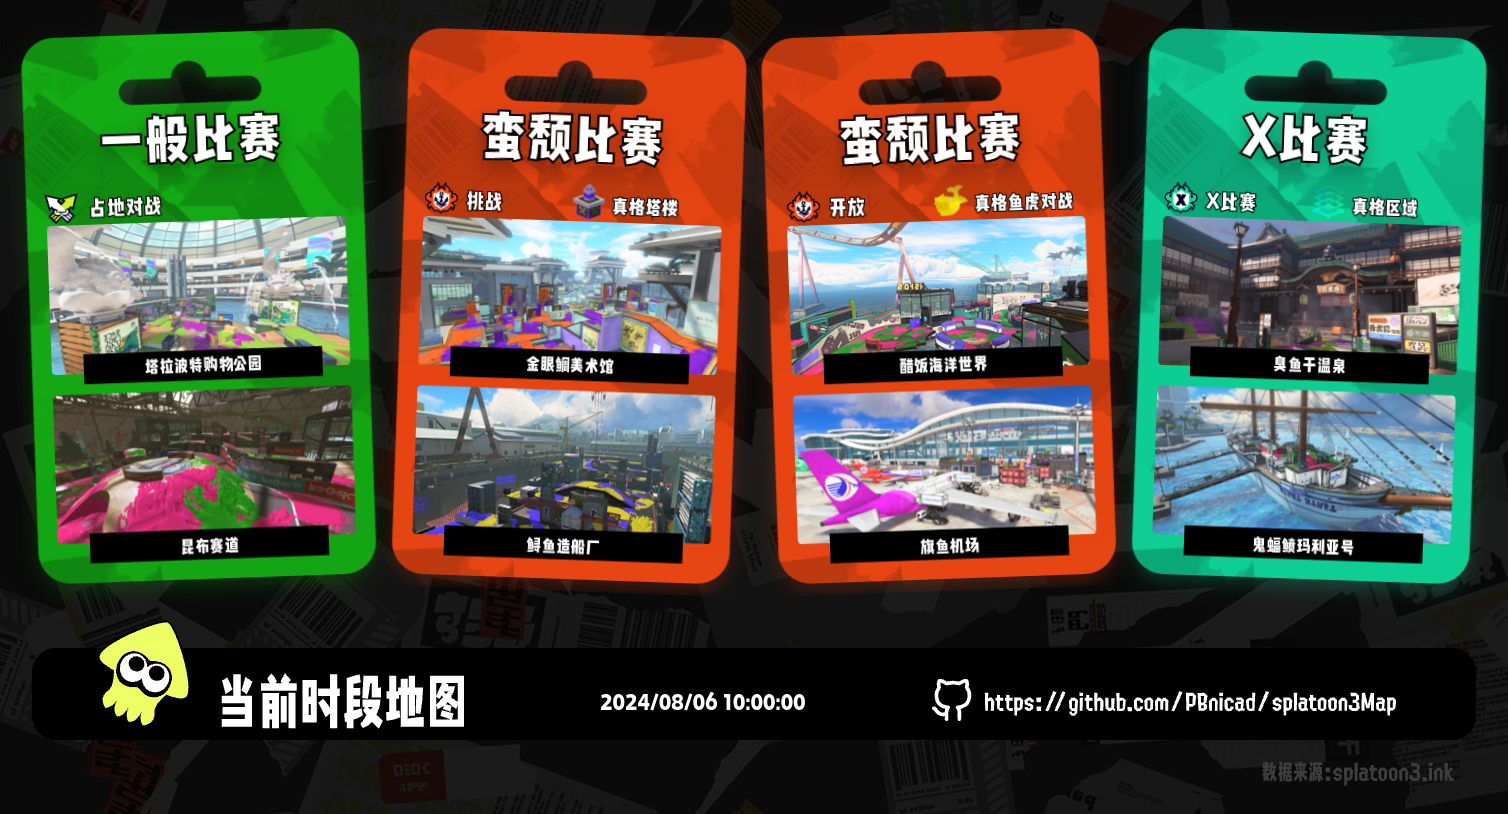 一般比赛
占地对战
塔拉波特购物公园
昆布赛道
蛮颓比赛
挑战
真格塔楼
金眼鲷美术馆
鲟鱼造船厂
蛮颓比赛
开放
真格鱼虎对战
醋饭海洋世界
旗鱼机场
X比赛
X比赛
真格区域
臭鱼干温泉
鬼蝠鲼玛利亚号
当前时段地图
2024/08/06 10:00:00
https://github.com/PBnicad/splatoon3Map
数据来源:splatoon3.ink